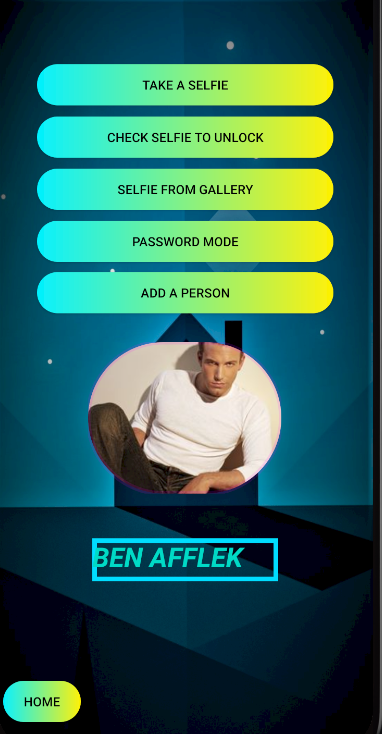 TAKE A SELFIE
CHECK SELFIE TO UNLOCK
SELFIE FROM GALLERY
PASSWORD MODE
ADD A PERSON
BEN AFFLEK
HOME